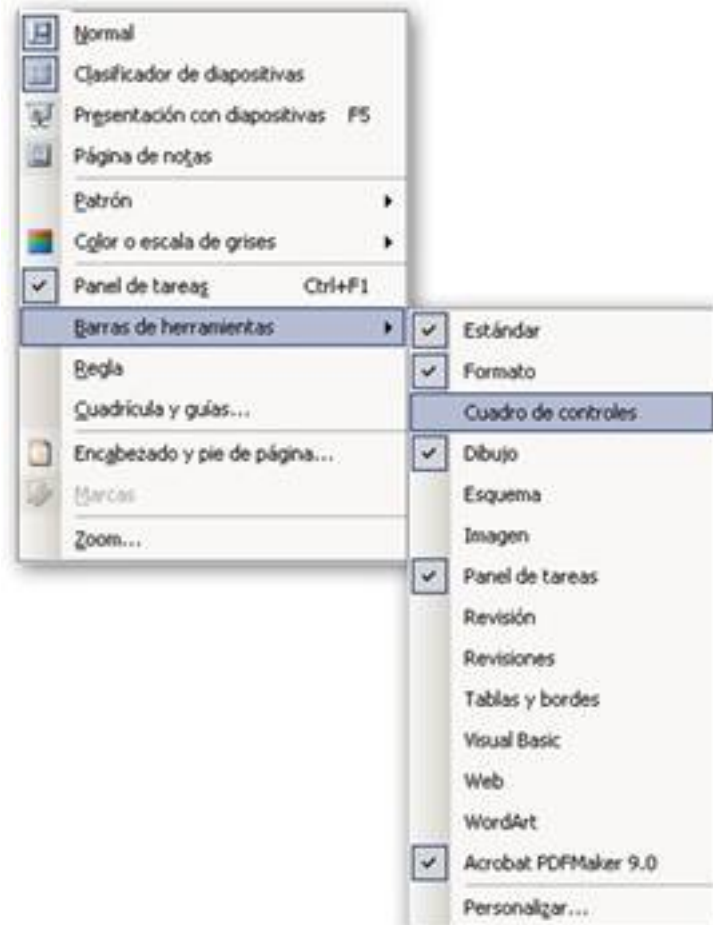 Normal
Clasificador de diapositivas
Presentación con diapositivas F5
Página de notas
Patrón
Color o escala de grises
Panel de tareas Ctrl+F1
Barras de herramientas
Regla
Cuadrícula y guías...
Encabezado y pie de página...
Marcas
Zoom...
Estándar
Formato
Cuadro de controles
Dibujo
Esquema
Imagen
Panel de tareas
Revisión
Revisiones
Tablas y bordes
Visual Basic
Web
WordArt
Acrobat PDFMaker 9.0
Personalizar...